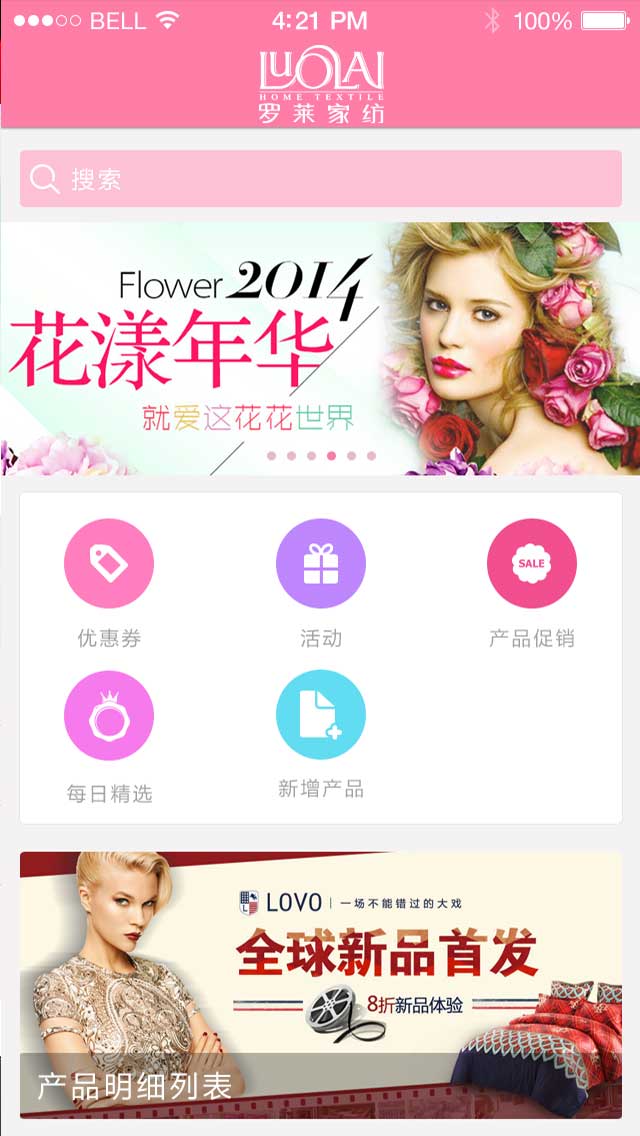 BELL 4:21 PM 100%
LUOLAI
HOME TEXTILE
罗莱家纺
搜索
Flower 2014
花漾年华
就爱这花花世界
SALE
优惠券 活动 产品促销
每日精选 新增产品
L LOVO 一场不能错过的大戏
全球新品首发
8折新品体验
产品明细列表